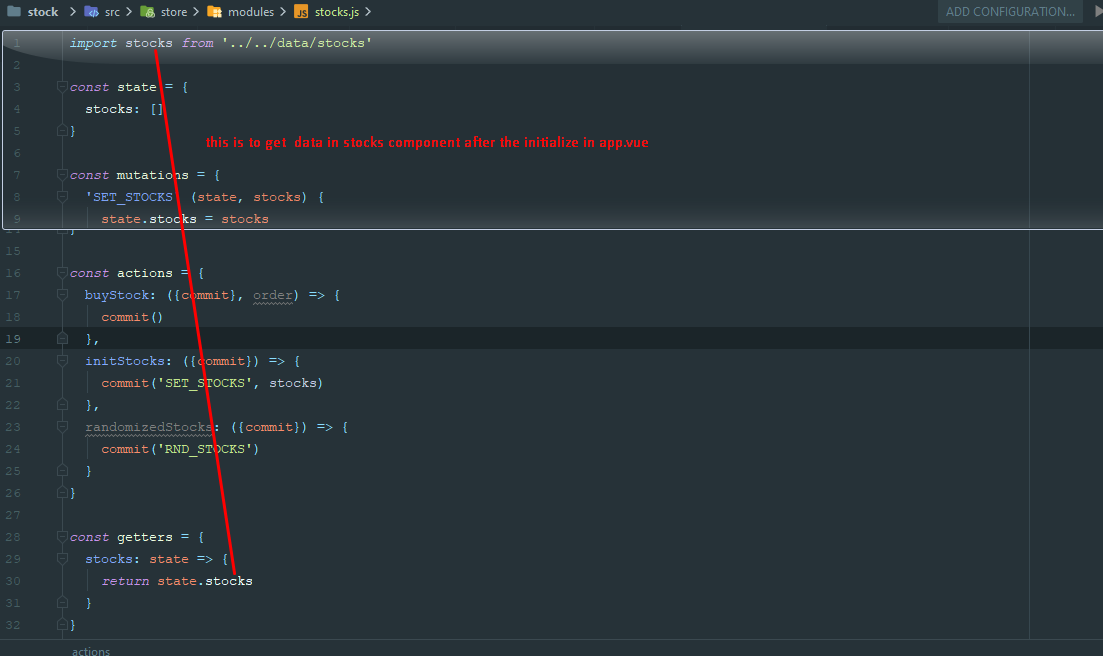 stock src store modules stocks.js ADD CONFIGURATION...
1 import stocks from '../../data/stocks'
2
3 const state = {
4 stocks: []
5 }
this is to get data in stocks component after the initialize in app.vue
6
7 const mutations = {
8 'SET_STOCKS (state, stocks) {
9 state.stocks = stocks
}
15
16 const actions = {
17 buyStock: ({commit}, order) => {
18 commit()
19 },
20 initStocks: ({commit}) => {
21 commit('SET_STOCKS', stocks)
22 },
23 randomizedStocks: ({commit}) => {
24 commit('RND_STOCKS')
25 }
26 }
27
28 const getters = {
29 stocks: state => {
30 return state.stocks
31 }
32 }
actions